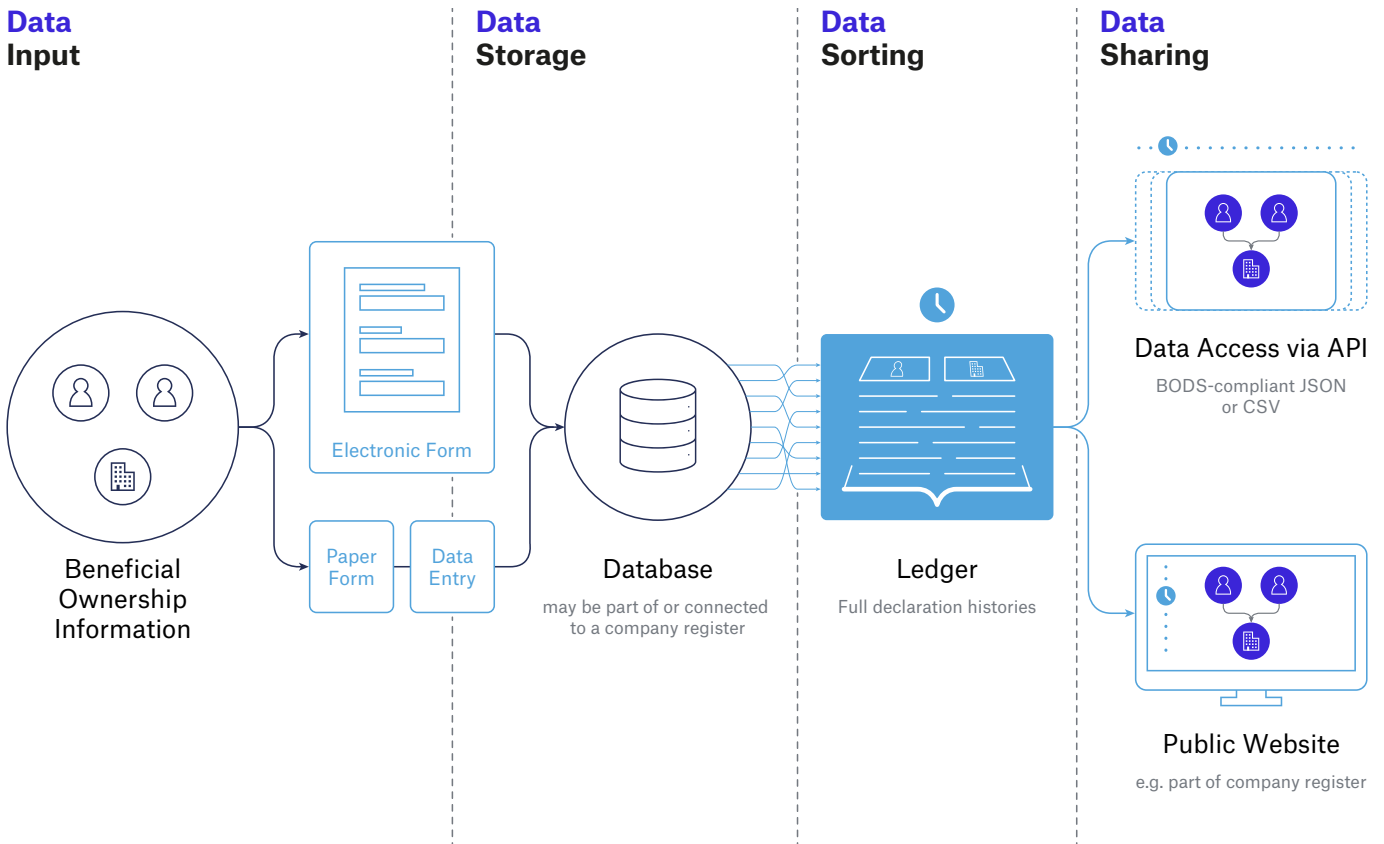 Data
Input
Data
Storage
Data
Sorting
Data
Sharing
Electronic Form
Paper
Form
Data
Entry
Beneficial
Ownership
Information
Database
may be part of or connected
to a company register
Ledger
Full declaration histories
Data Access via API
BODS-compliant JSON
or CSV
Public Website
e.g. part of company register